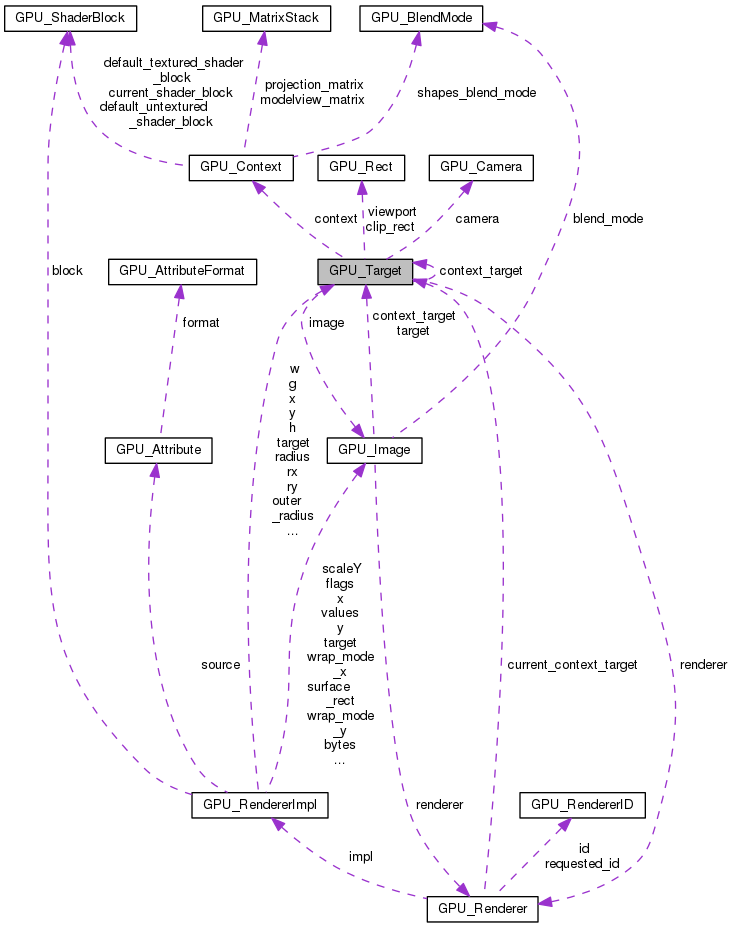 GPU_ShaderBlock
GPU_MatrixStack
GPU_BlendMode
default_textured_shader
_block
current_shader_block
default_untextured
_shader_block
projection_matrix
modelview_matrix
shapes_blend_mode
GPU_Context
GPU_Rect
GPU_Camera
context
viewport
clip_rect
camera
blend_mode
block
GPU_AttributeFormat
GPU_Target
context_target
format
image
context_target
target
w
g
x
y
h
target
radius
rx
ry
outer
_radius
...
GPU_Attribute
GPU_Image
scaleY
flags
x
values
y
target
wrap_mode
_x
surface
_rect
wrap_mode
_y
bytes
...
source
current_context_target
renderer
GPU_RendererImpl
renderer
GPU_RendererID
impl
id
requested_id
GPU_Renderer